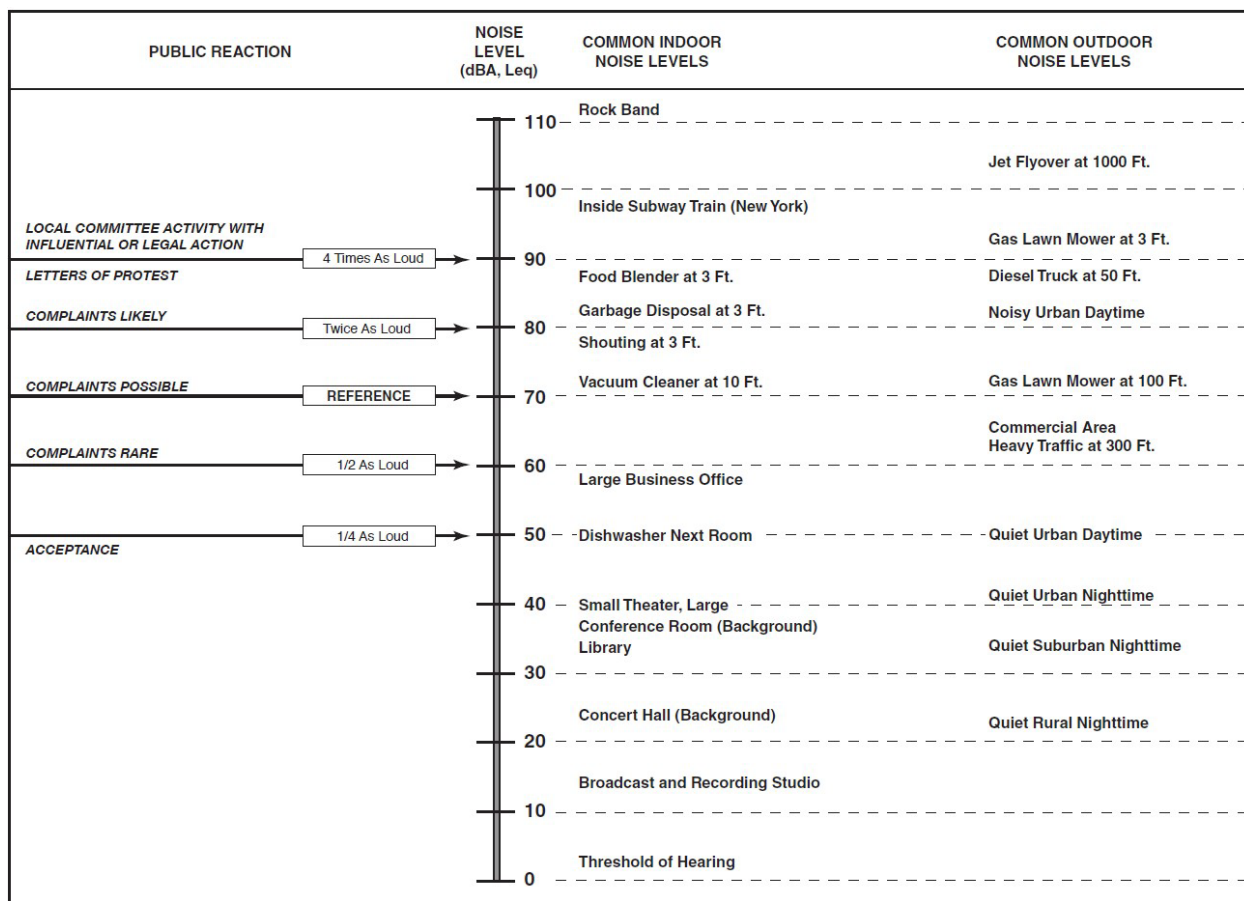 PUBLIC REACTION
NOISE
LEVEL
(dBA, Leq)
COMMON INDOOR
NOISE LEVELS
COMMON OUTDOOR
NOISE LEVELS
Rock Band
110
Jet Flyover at 1000 Ft.
100
Inside Subway Train (New York)
LOCAL COMMITTEE ACTIVITY WITH
INFLUENTIAL OR LEGAL ACTION
Gas Lawn Mower at 3 Ft.
4 Times As Loud
90
LETTERS OF PROTEST
Food Blender at 3 Ft.
Diesel Truck at 50 Ft.
COMPLAINTS LIKELY
Garbage Disposal at 3 Ft.
Noisy Urban Daytime
Twice As Loud
80
Shouting at 3 Ft.
COMPLAINTS POSSIBLE
Vacuum Cleaner at 10 Ft.
Gas Lawn Mower at 100 Ft.
REFERENCE
70
Commercial Area
Heavy Traffic at 300 Ft.
COMPLAINTS RARE
1/2 As Loud
60
Large Business Office
1/4 As Loud
50
Dishwasher Next Room
Quiet Urban Daytime
ACCEPTANCE
Quiet Urban Nighttime
40
Small Theater, Large
Conference Room (Background)
Library
Quiet Suburban Nighttime
30
Concert Hall (Background)
Quiet Rural Nighttime
20
Broadcast and Recording Studio
10
Threshold of Hearing
0